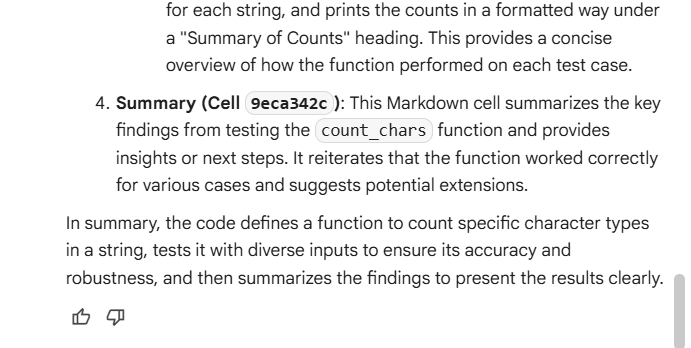 for each string, and prints the counts in a formatted way under
a "Summary of Counts" heading. This provides a concise
overview of how the function performed on each test case.
4. Summary (Cell 9eca342c): This Markdown cell summarizes the key
findings from testing the count_chars function and provides
insights or next steps. It reiterates that the function worked correctly
for various cases and suggests potential extensions.
In summary, the code defines a function to count specific character types
in a string, tests it with diverse inputs to ensure its accuracy and
robustness, and then summarizes the findings to present the results clearly.